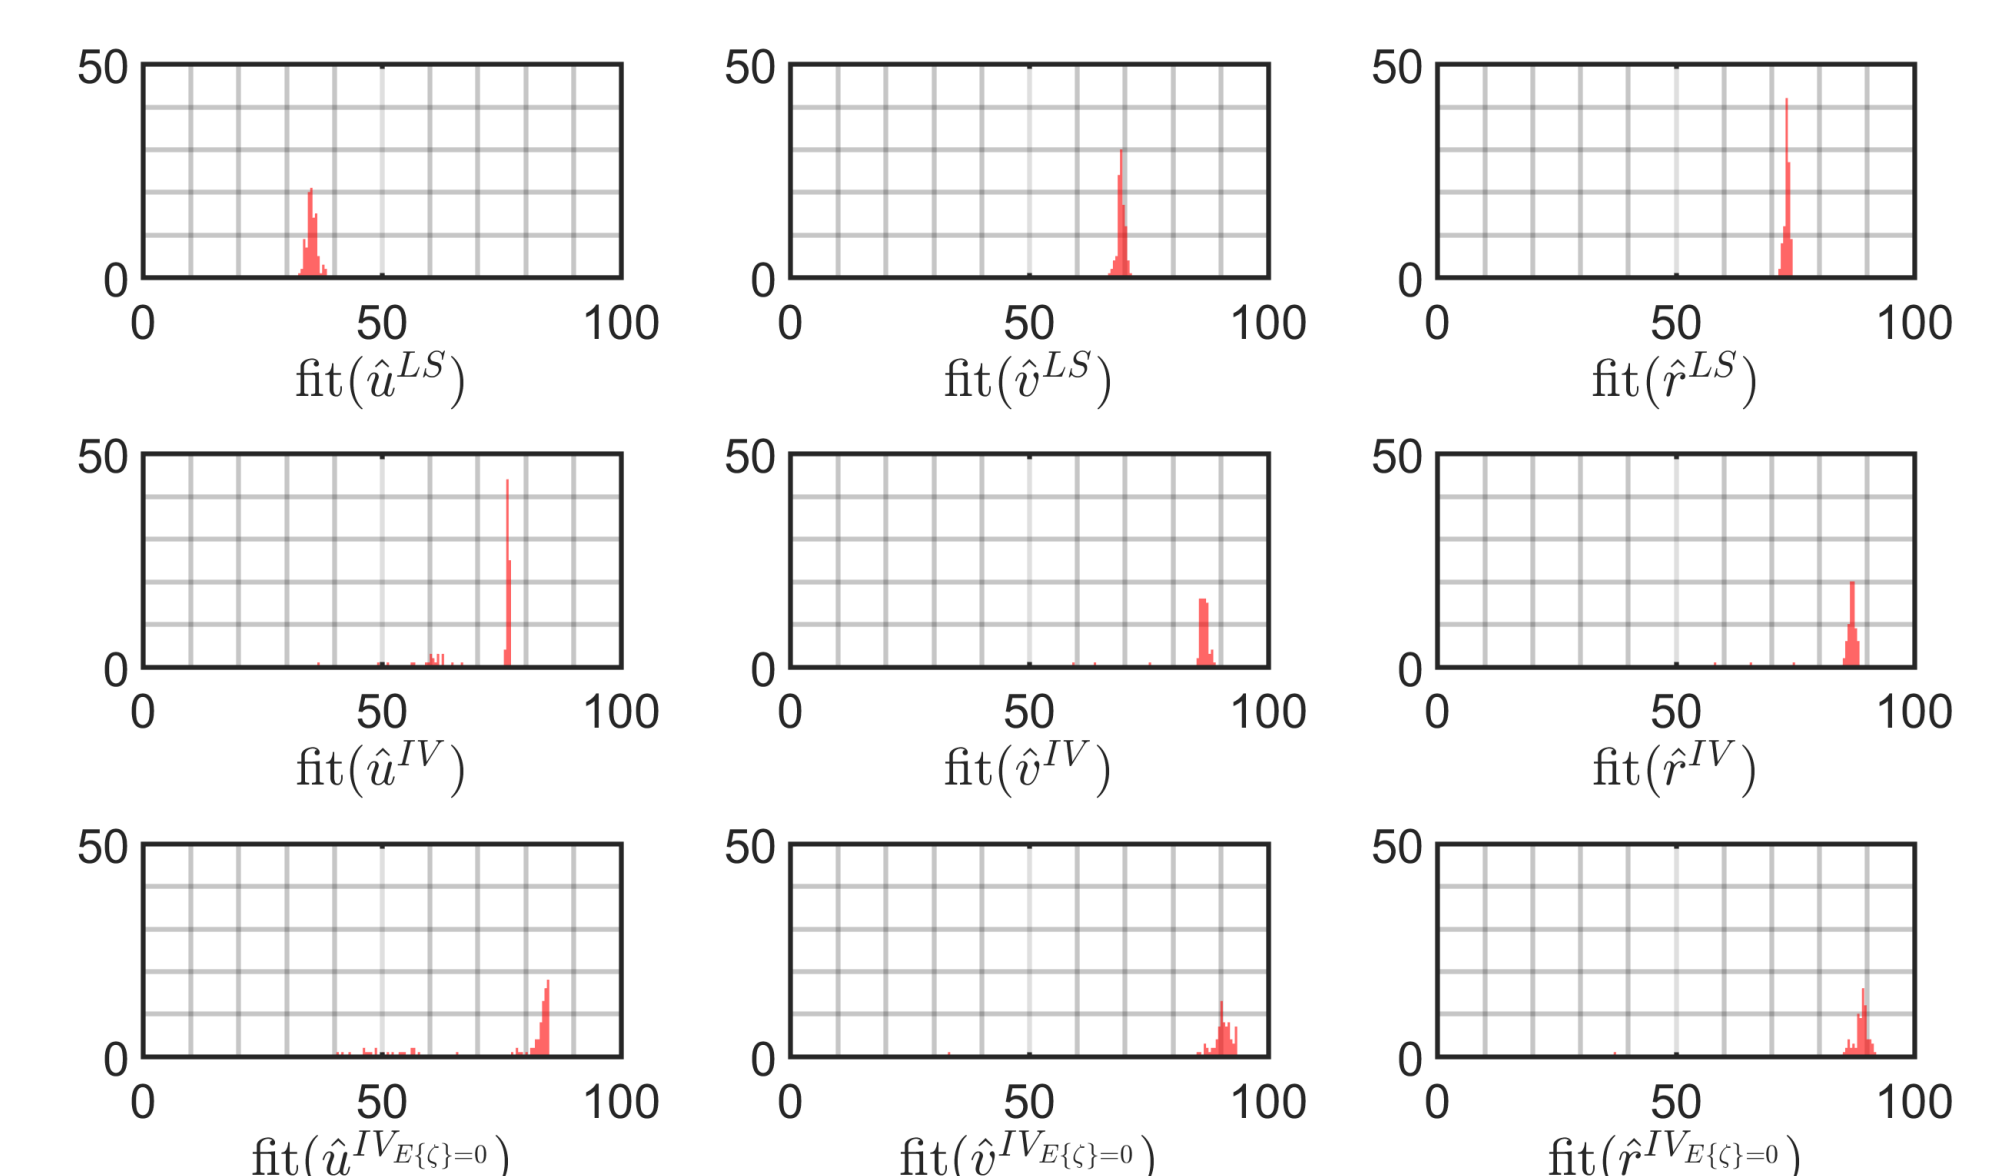 50 50 50
0 0 0
0 50 100 0 50 100 0 50 100
fit(û^{LS}) fit(v̂^{LS}) fit(r̂^{LS})
50 50 50
0 0 0
0 50 100 0 50 100 0 50 100
fit(û^{IV}) fit(v̂^{IV}) fit(r̂^{IV})
50 50 50
0 0 0
0 50 100 0 50 100 0 50 100
fit(û^{IV_{E{ζ}=0}}) fit(v̂^{IV_{E{ζ}=0}}) fit(r̂^{IV_{E{ζ}=0}})